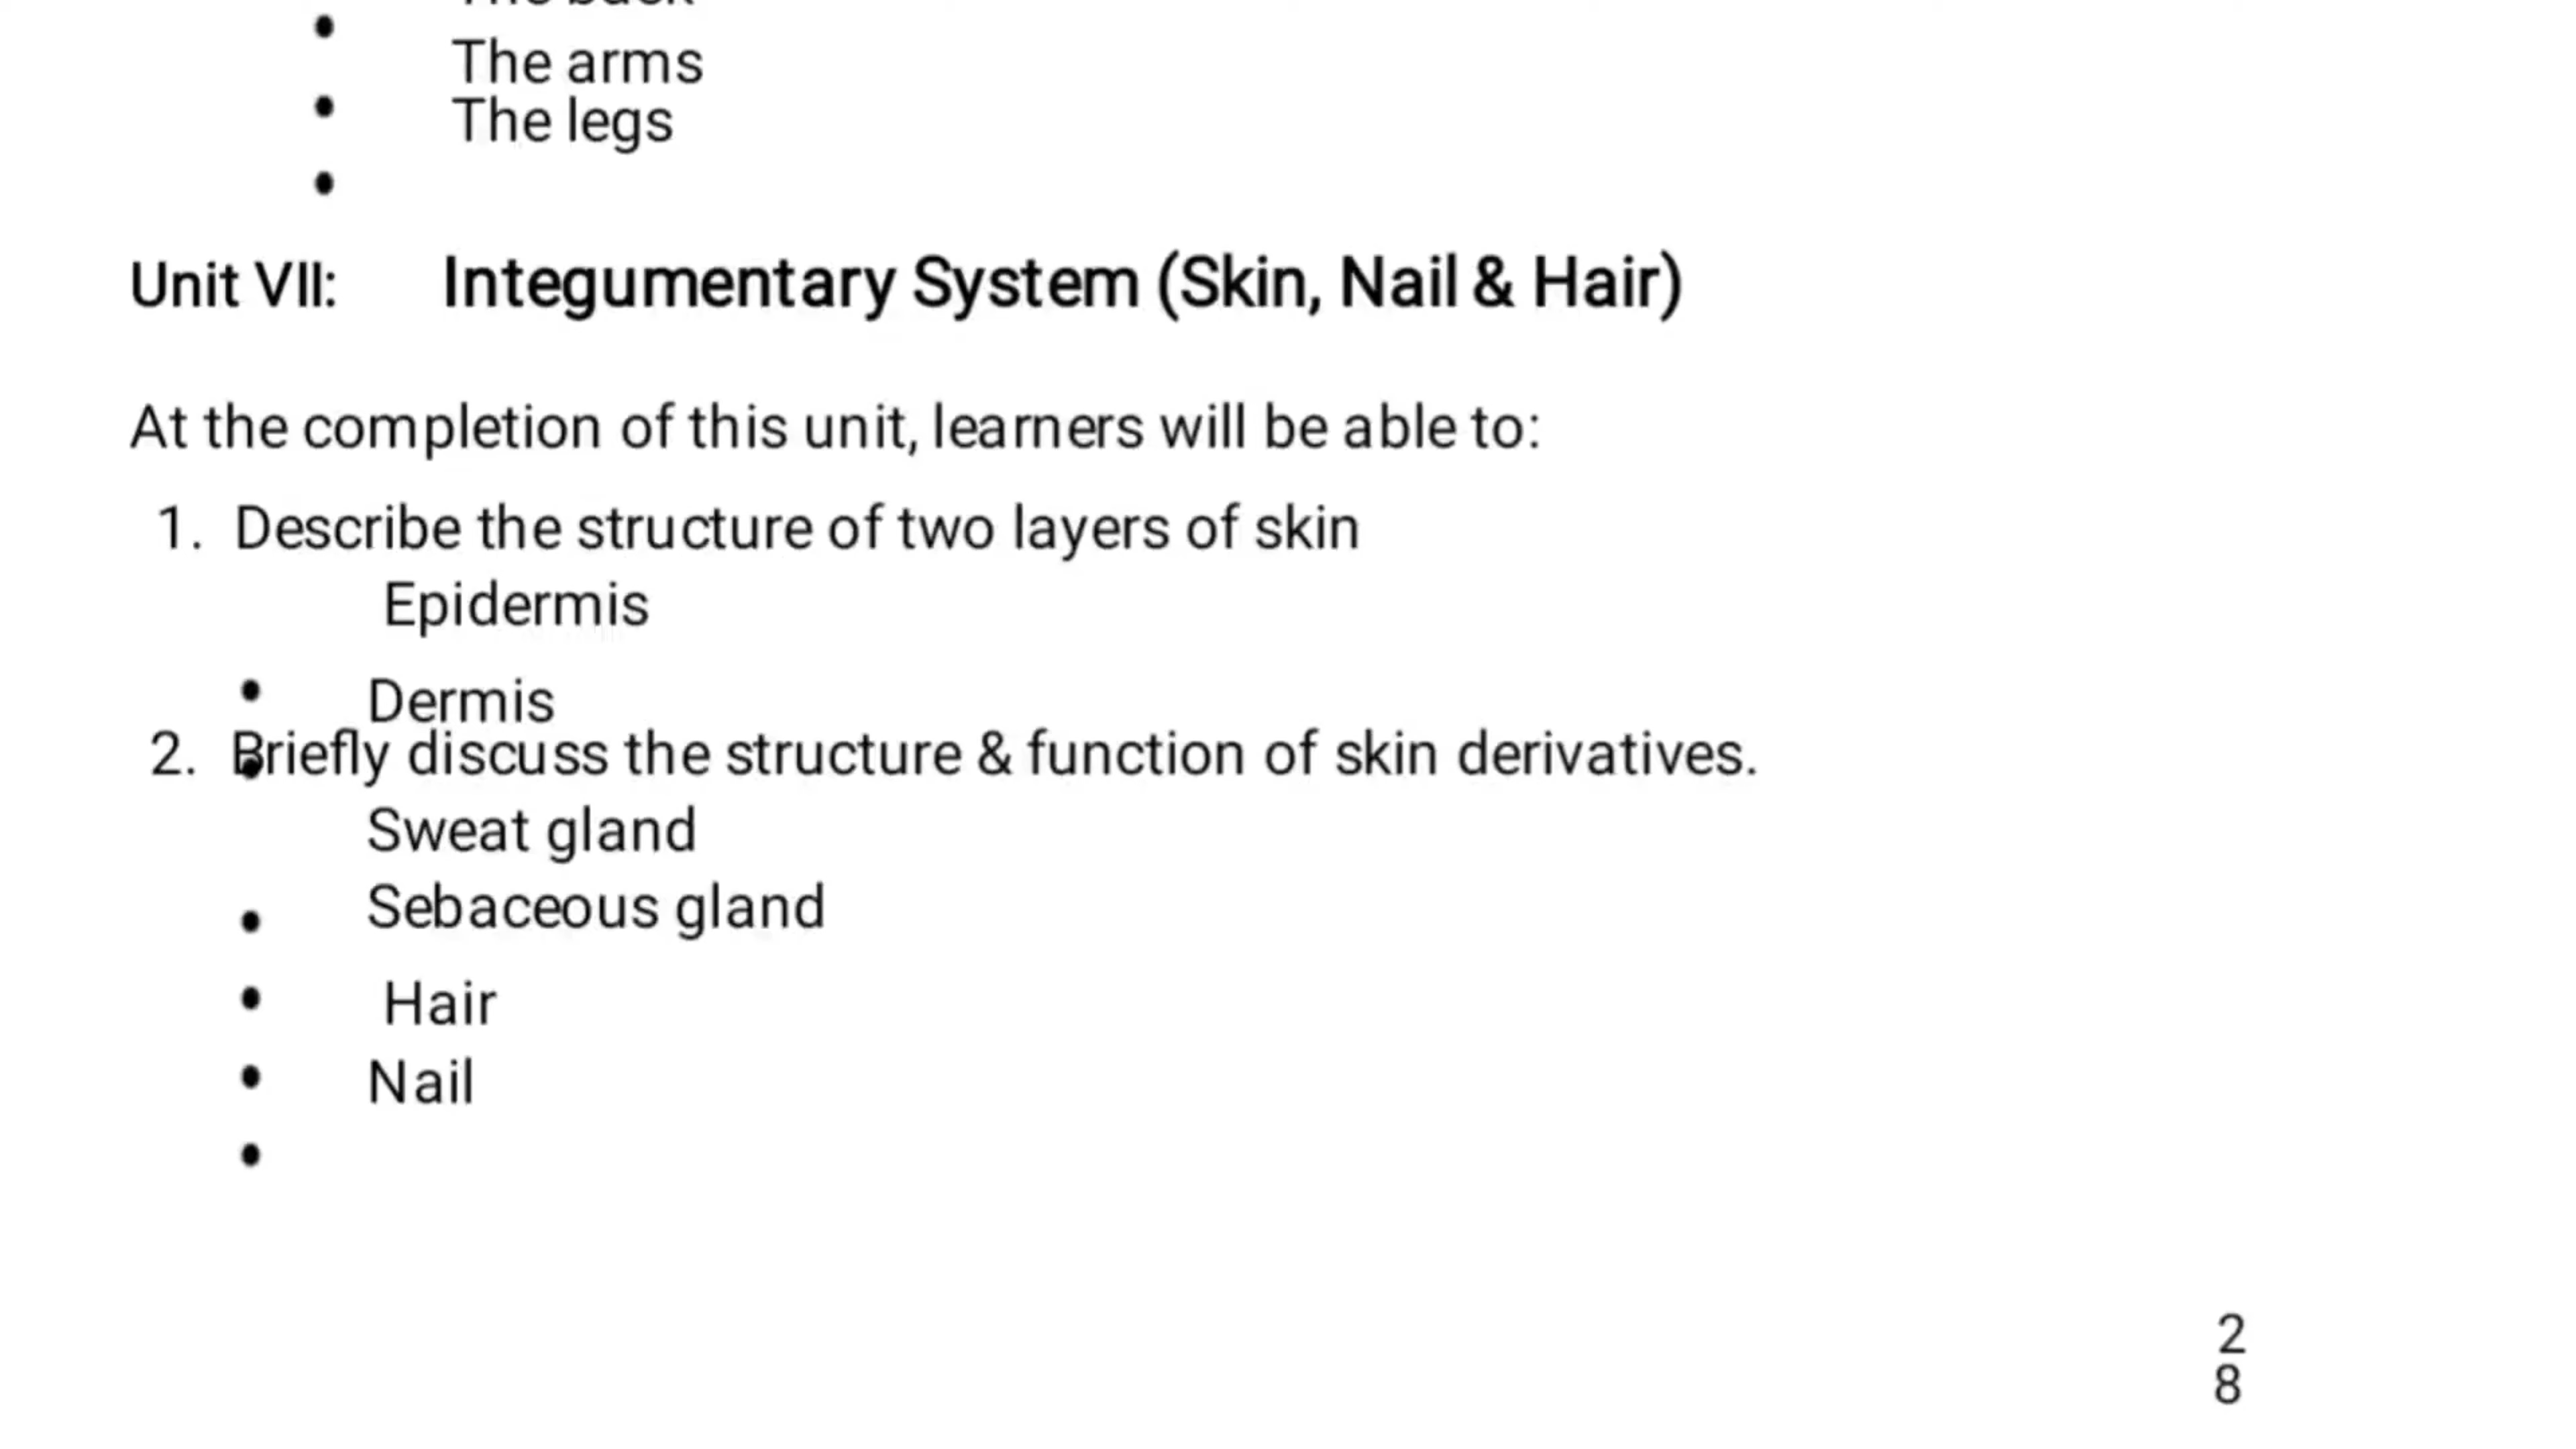 The back
The arms
The legs
Unit VII: Integumentary System (Skin, Nail & Hair)
At the completion of this unit, learners will be able to:
1. Describe the structure of two layers of skin
Epidermis
• Dermis
2. Briefly discuss the structure & function of skin derivatives.
Sweat gland
• Sebaceous gland
• Hair
• Nail
•
2
8